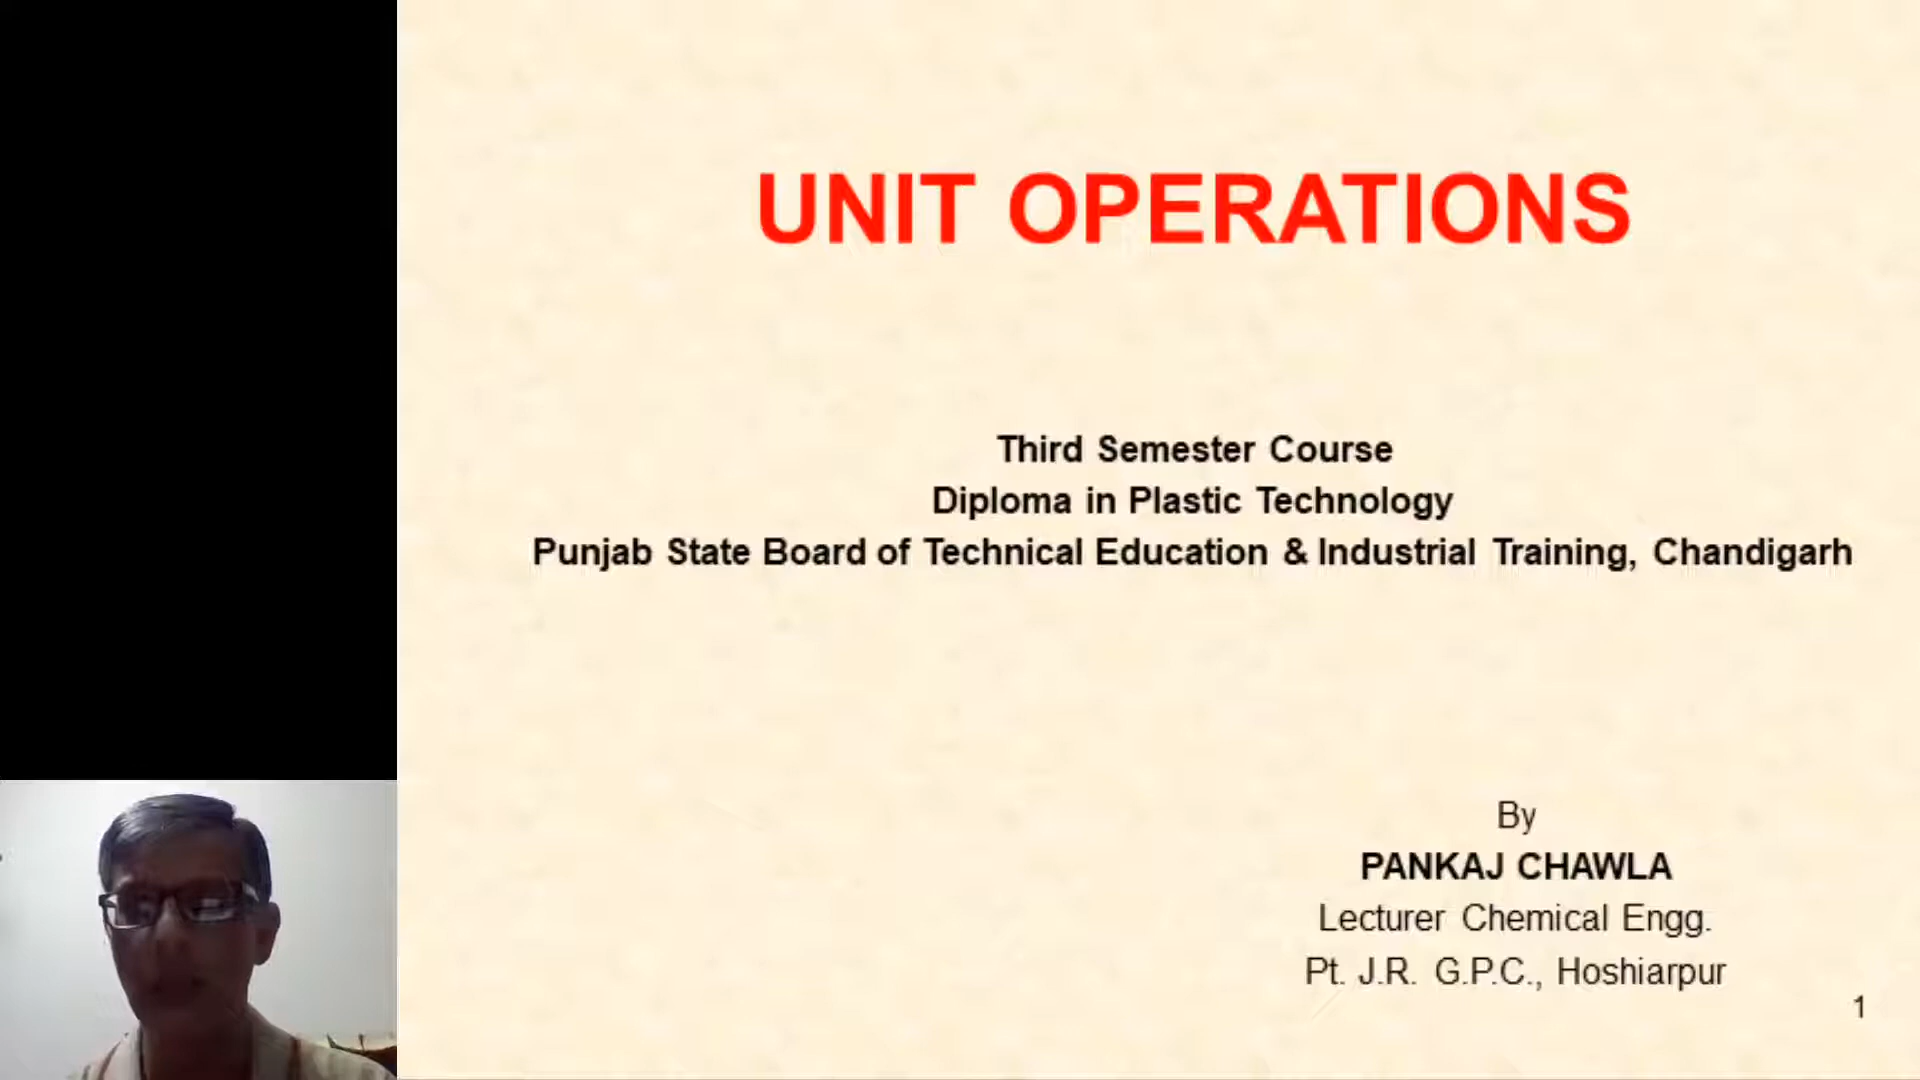 UNIT OPERATIONS
Third Semester Course
Diploma in Plastic Technology
Punjab State Board of Technical Education & Industrial Training, Chandigarh
By
PANKAJ CHAWLA
Lecturer Chemical Engg.
Pt. J.R. G.P.C., Hoshiarpur
1